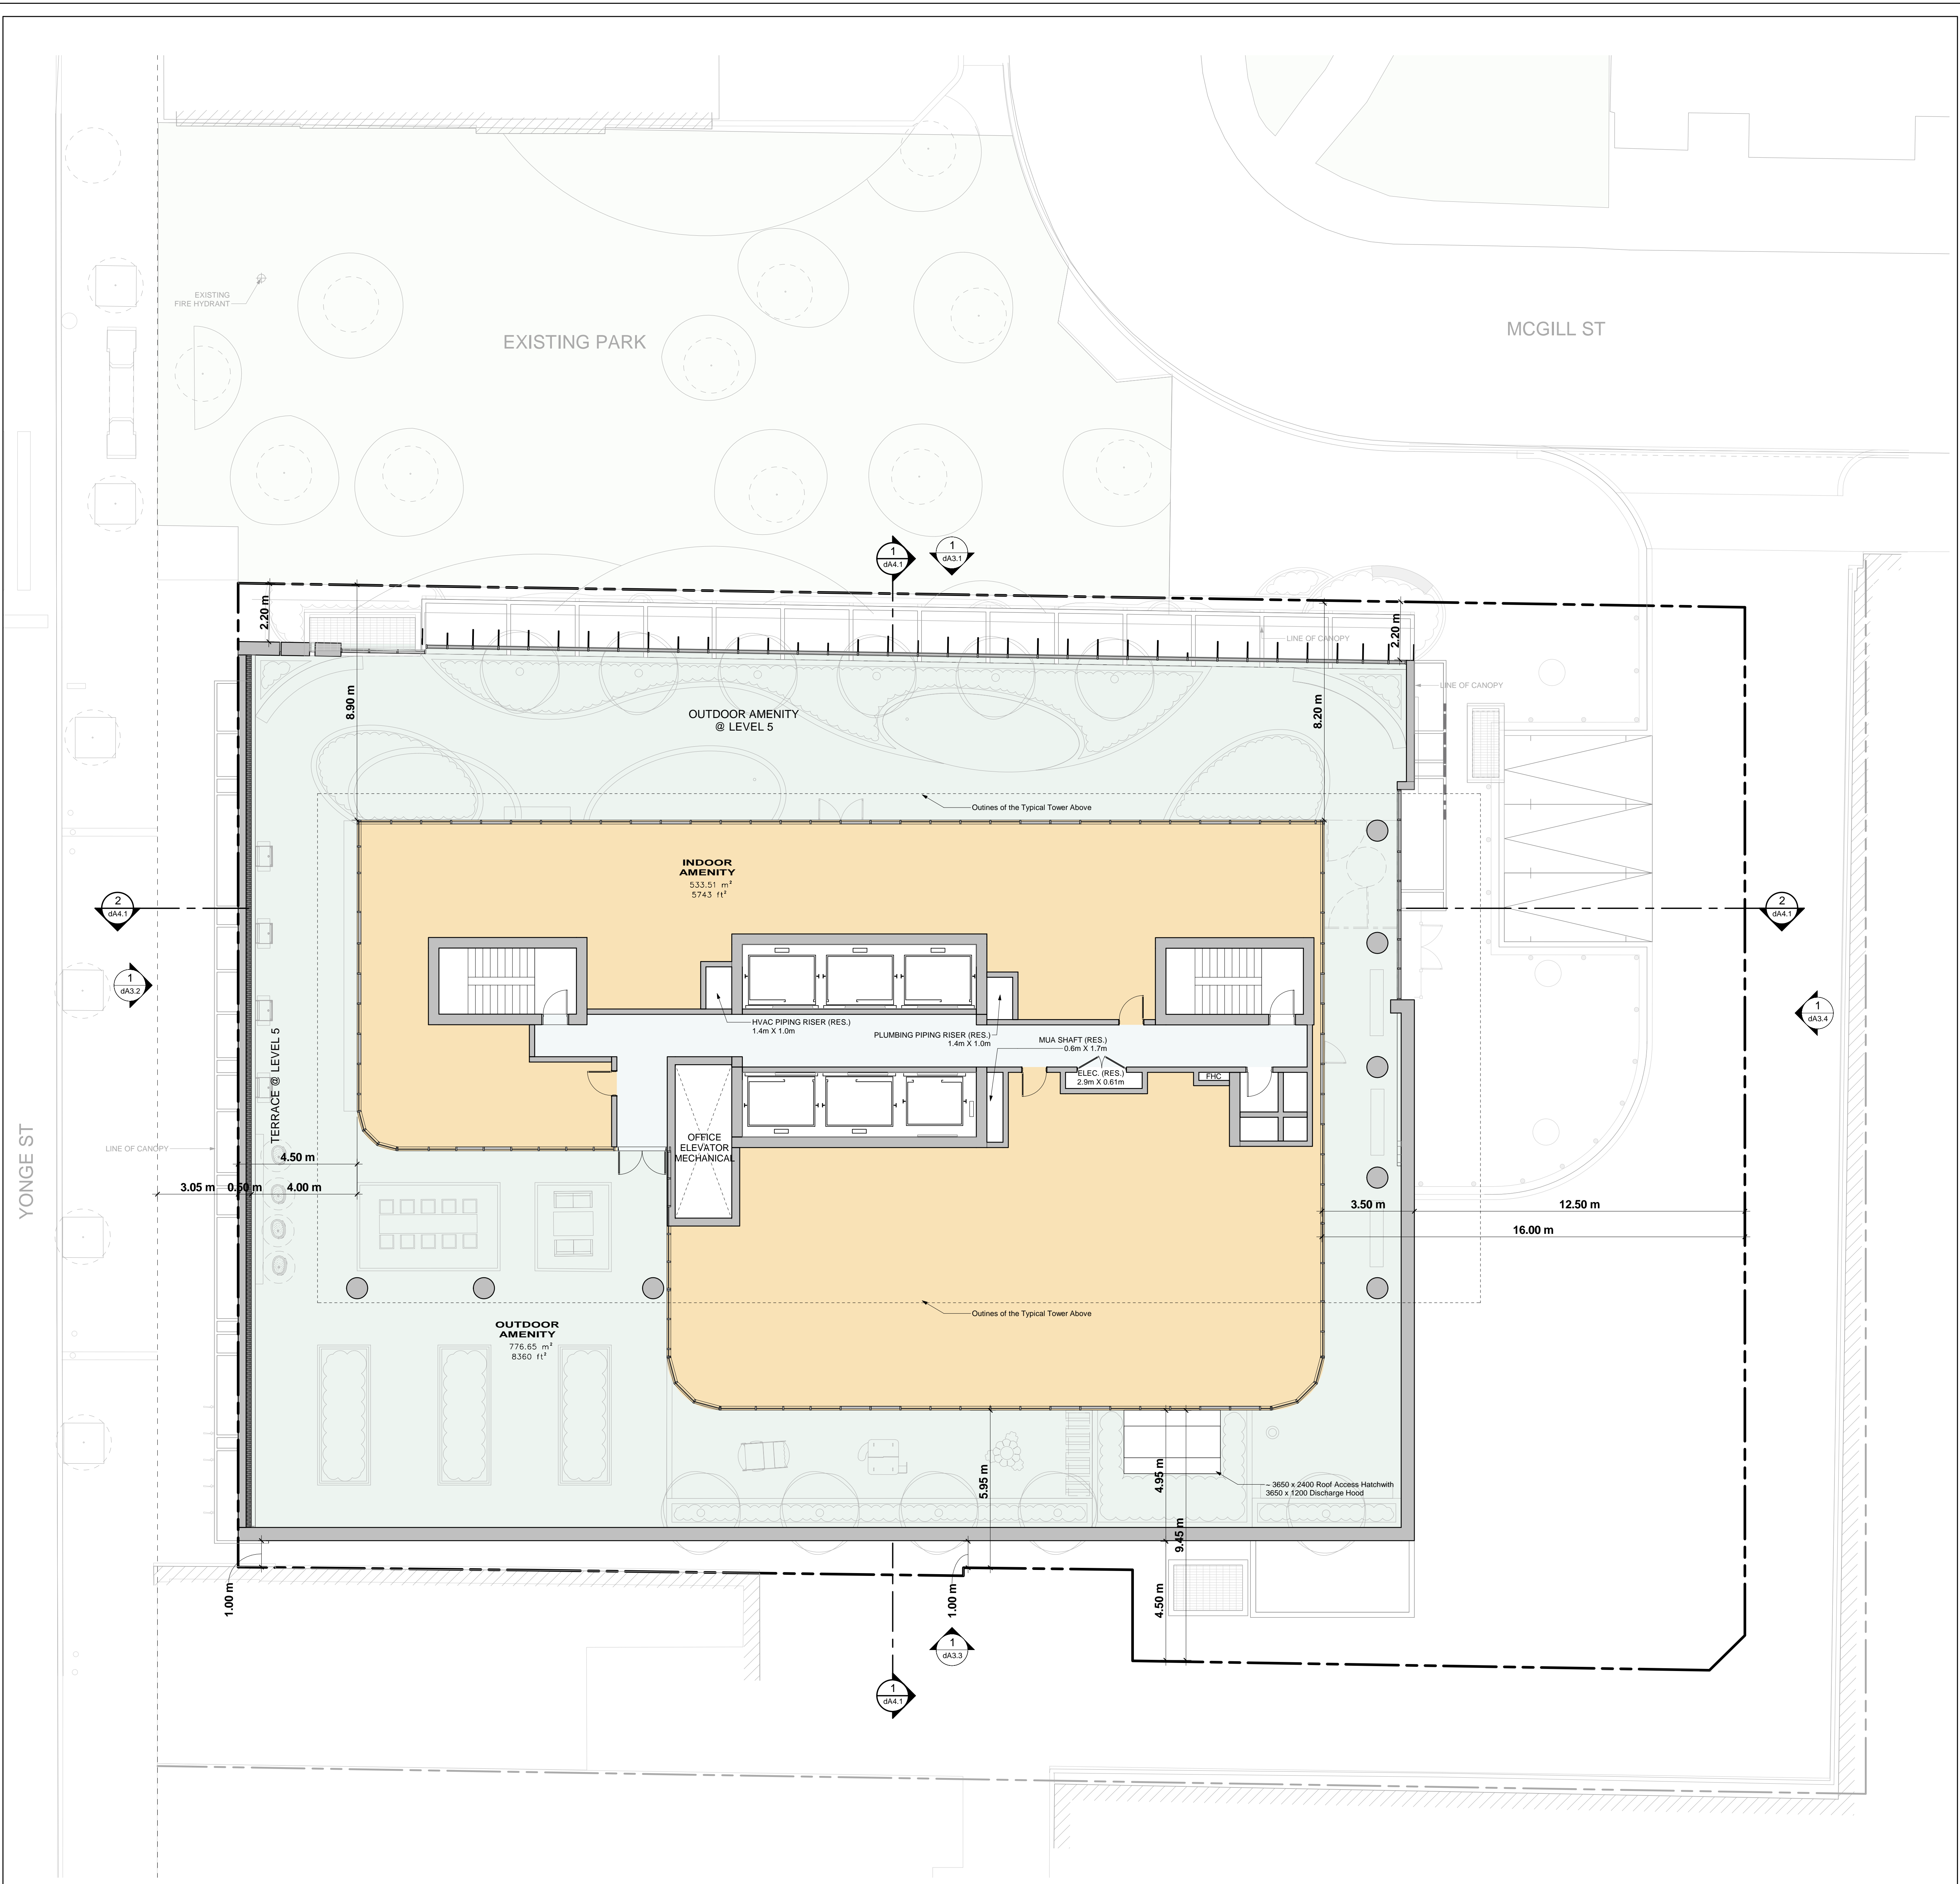 EXISTING
FIRE HYDRANT
EXISTING PARK
MCGILL ST
1
dA4.1
1
dA3.1
2.20 m
LINE OF CANOPY
2.20 m
8.90 m
LINE OF CANOPY
8.20 m
OUTDOOR AMENITY
@ LEVEL 5
Outines of the Typical Tower Above
INDOOR
AMENITY
533.51 m²
5743 ft²
2
dA4.1
2
dA4.1
1
dA3.2
1
dA3.4
HVAC PIPING RISER (RES.)
1.4m X 1.0m
PLUMBING PIPING RISER (RES.)
1.4m X 1.0m
MUA SHAFT (RES.)
0.6m X 1.7m
ELEC. (RES.)
2.9m X 0.61m
FHC
TERRACE @ LEVEL 5
YONGE ST
LINE OF CANOPY
OFFICE
ELEVATOR
MECHANICAL
4.50 m
3.05 m
0.50 m
4.00 m
3.50 m
12.50 m
16.00 m
Outines of the Typical Tower Above
OUTDOOR
AMENITY
776.65 m²
8360 ft²
5.95 m
4.95 m
~ 3650 x 2400 Roof Access Hatchwith
3650 x 1200 Discharge Hood
9.45 m
1.00 m
1.00 m
4.50 m
1
dA3.3
1
dA4.1